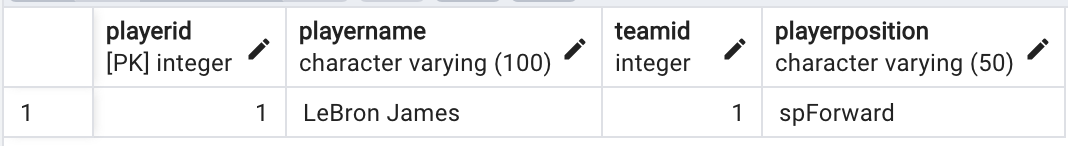 playerid playername teamid playerposition
[PK] integer character varying (100) integer character varying (50)
1 1 LeBron James 1 spForward